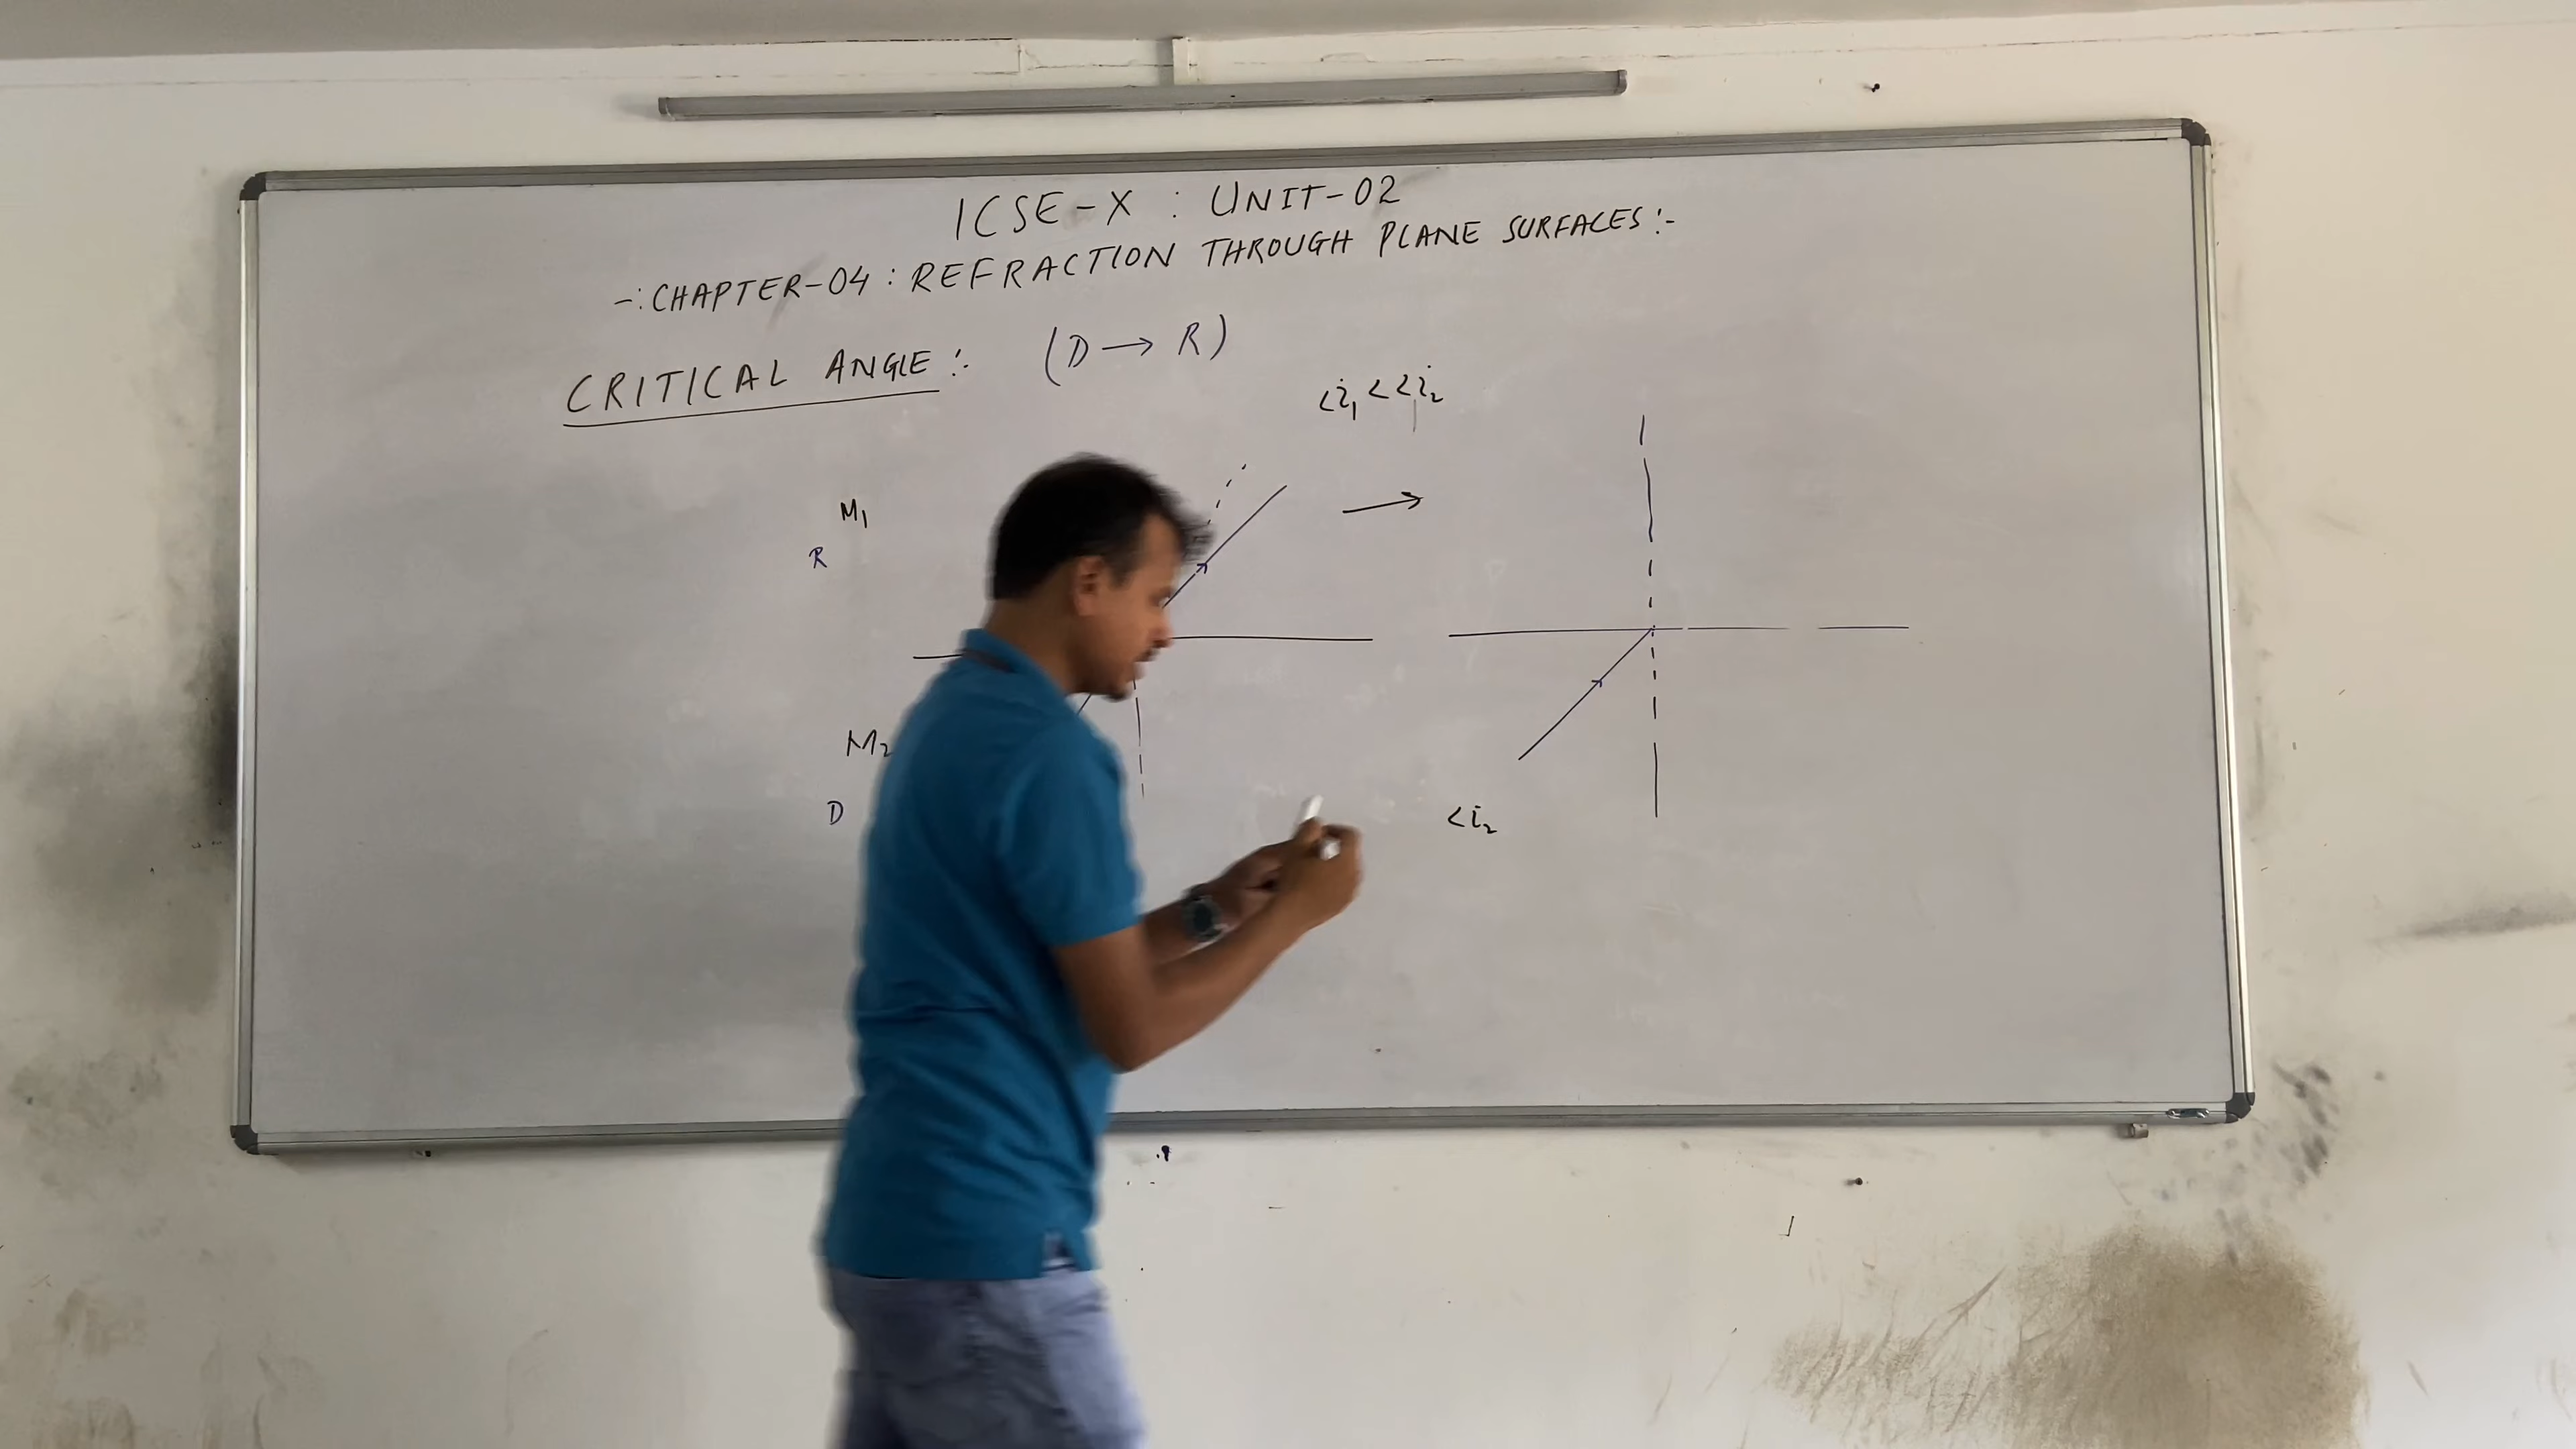 ICSE-X : UNIT-02
-: CHAPTER-04 : REFRACTION THROUGH PLANE SURFACES :-
CRITICAL ANGLE :- (D → R)
<i₁ < <i₂
M₁
R
M₂
D
<i₂